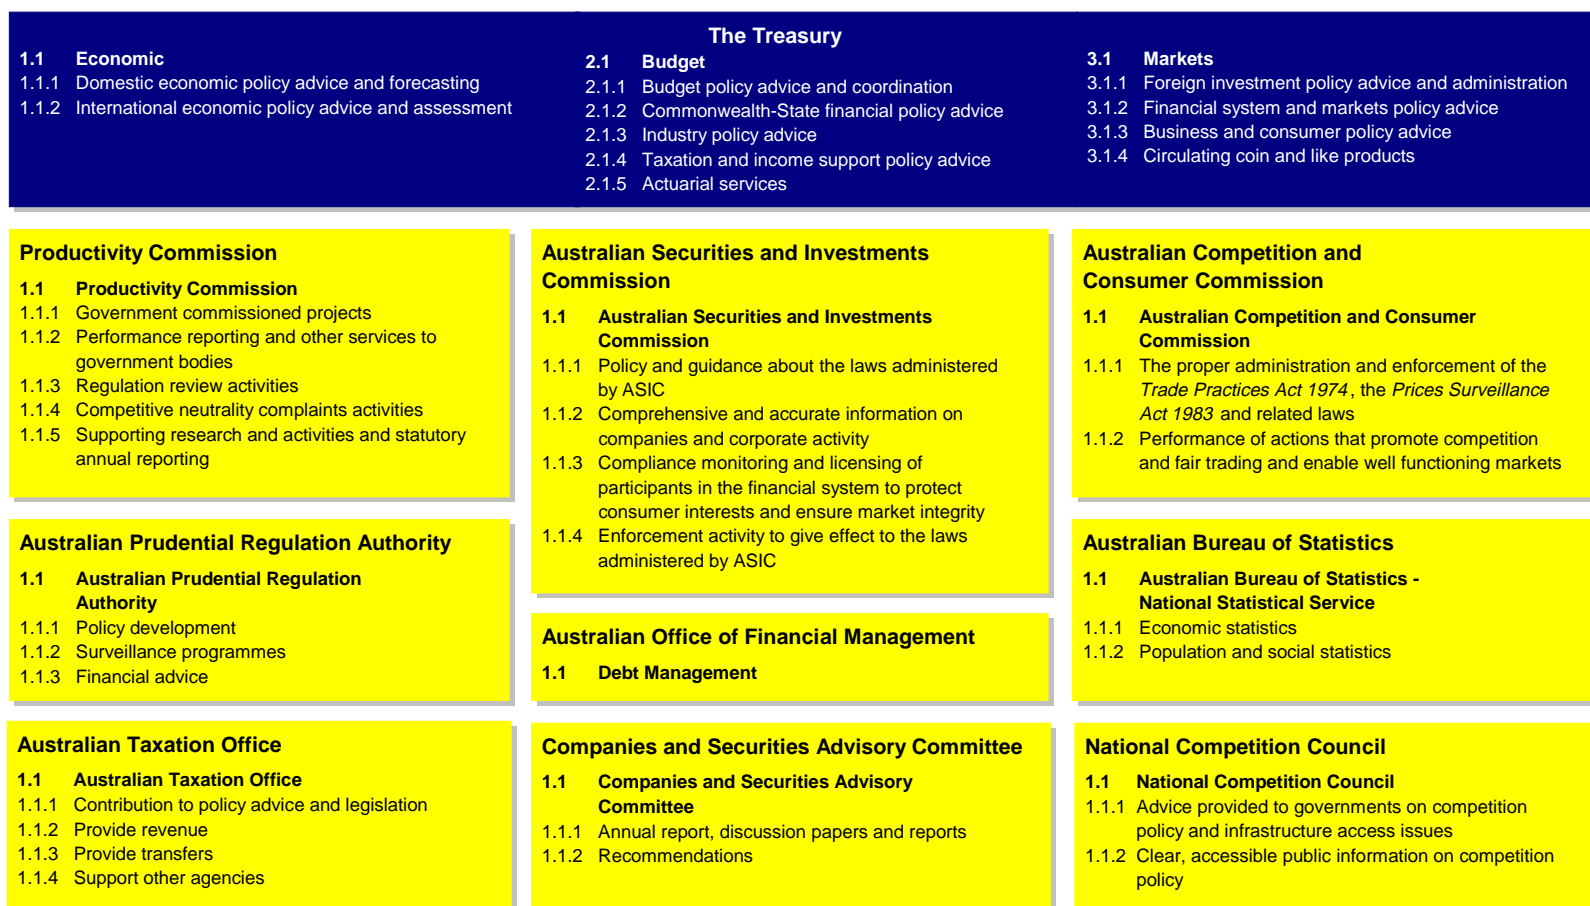 The Treasury
1.1 Economic
1.1.1 Domestic economic policy advice and forecasting
1.1.2 International economic policy advice and assessment
2.1 Budget
2.1.1 Budget policy advice and coordination
2.1.2 Commonwealth-State financial policy advice
2.1.3 Industry policy advice
2.1.4 Taxation and income support policy advice
2.1.5 Actuarial services
3.1 Markets
3.1.1 Foreign investment policy advice and administration
3.1.2 Financial system and markets policy advice
3.1.3 Business and consumer policy advice
3.1.4 Circulating coin and like products
Productivity Commission
1.1 Productivity Commission
1.1.1 Government commissioned projects
1.1.2 Performance reporting and other services to
government bodies
1.1.3 Regulation review activities
1.1.4 Competitive neutrality complaints activities
1.1.5 Supporting research and activities and statutory
annual reporting
Australian Securities and Investments
Commission
1.1 Australian Securities and Investments
Commission
1.1.1 Policy and guidance about the laws administered
by ASIC
1.1.2 Comprehensive and accurate information on
companies and corporate activity
1.1.3 Compliance monitoring and licensing of
participants in the financial system to protect
consumer interests and ensure market integrity
1.1.4 Enforcement activity to give effect to the laws
administered by ASIC
Australian Competition and
Consumer Commission
1.1 Australian Competition and Consumer
Commission
1.1.1 The proper administration and enforcement of the
Trade Practices Act 1974, the Prices Surveillance
Act 1983 and related laws
1.1.2 Performance of actions that promote competition
and fair trading and enable well functioning markets
Australian Prudential Regulation Authority
1.1 Australian Prudential Regulation
Authority
1.1.1 Policy development
1.1.2 Surveillance programmes
1.1.3 Financial advice
Australian Office of Financial Management
1.1 Debt Management
Australian Bureau of Statistics
1.1 Australian Bureau of Statistics -
National Statistical Service
1.1.1 Economic statistics
1.1.2 Population and social statistics
Australian Taxation Office
1.1 Australian Taxation Office
1.1.1 Contribution to policy advice and legislation
1.1.2 Provide revenue
1.1.3 Provide transfers
1.1.4 Support other agencies
Companies and Securities Advisory Committee
1.1 Companies and Securities Advisory
Committee
1.1.1 Annual report, discussion papers and reports
1.1.2 Recommendations
National Competition Council
1.1 National Competition Council
1.1.1 Advice provided to governments on competition
policy and infrastructure access issues
1.1.2 Clear, accessible public information on competition
policy